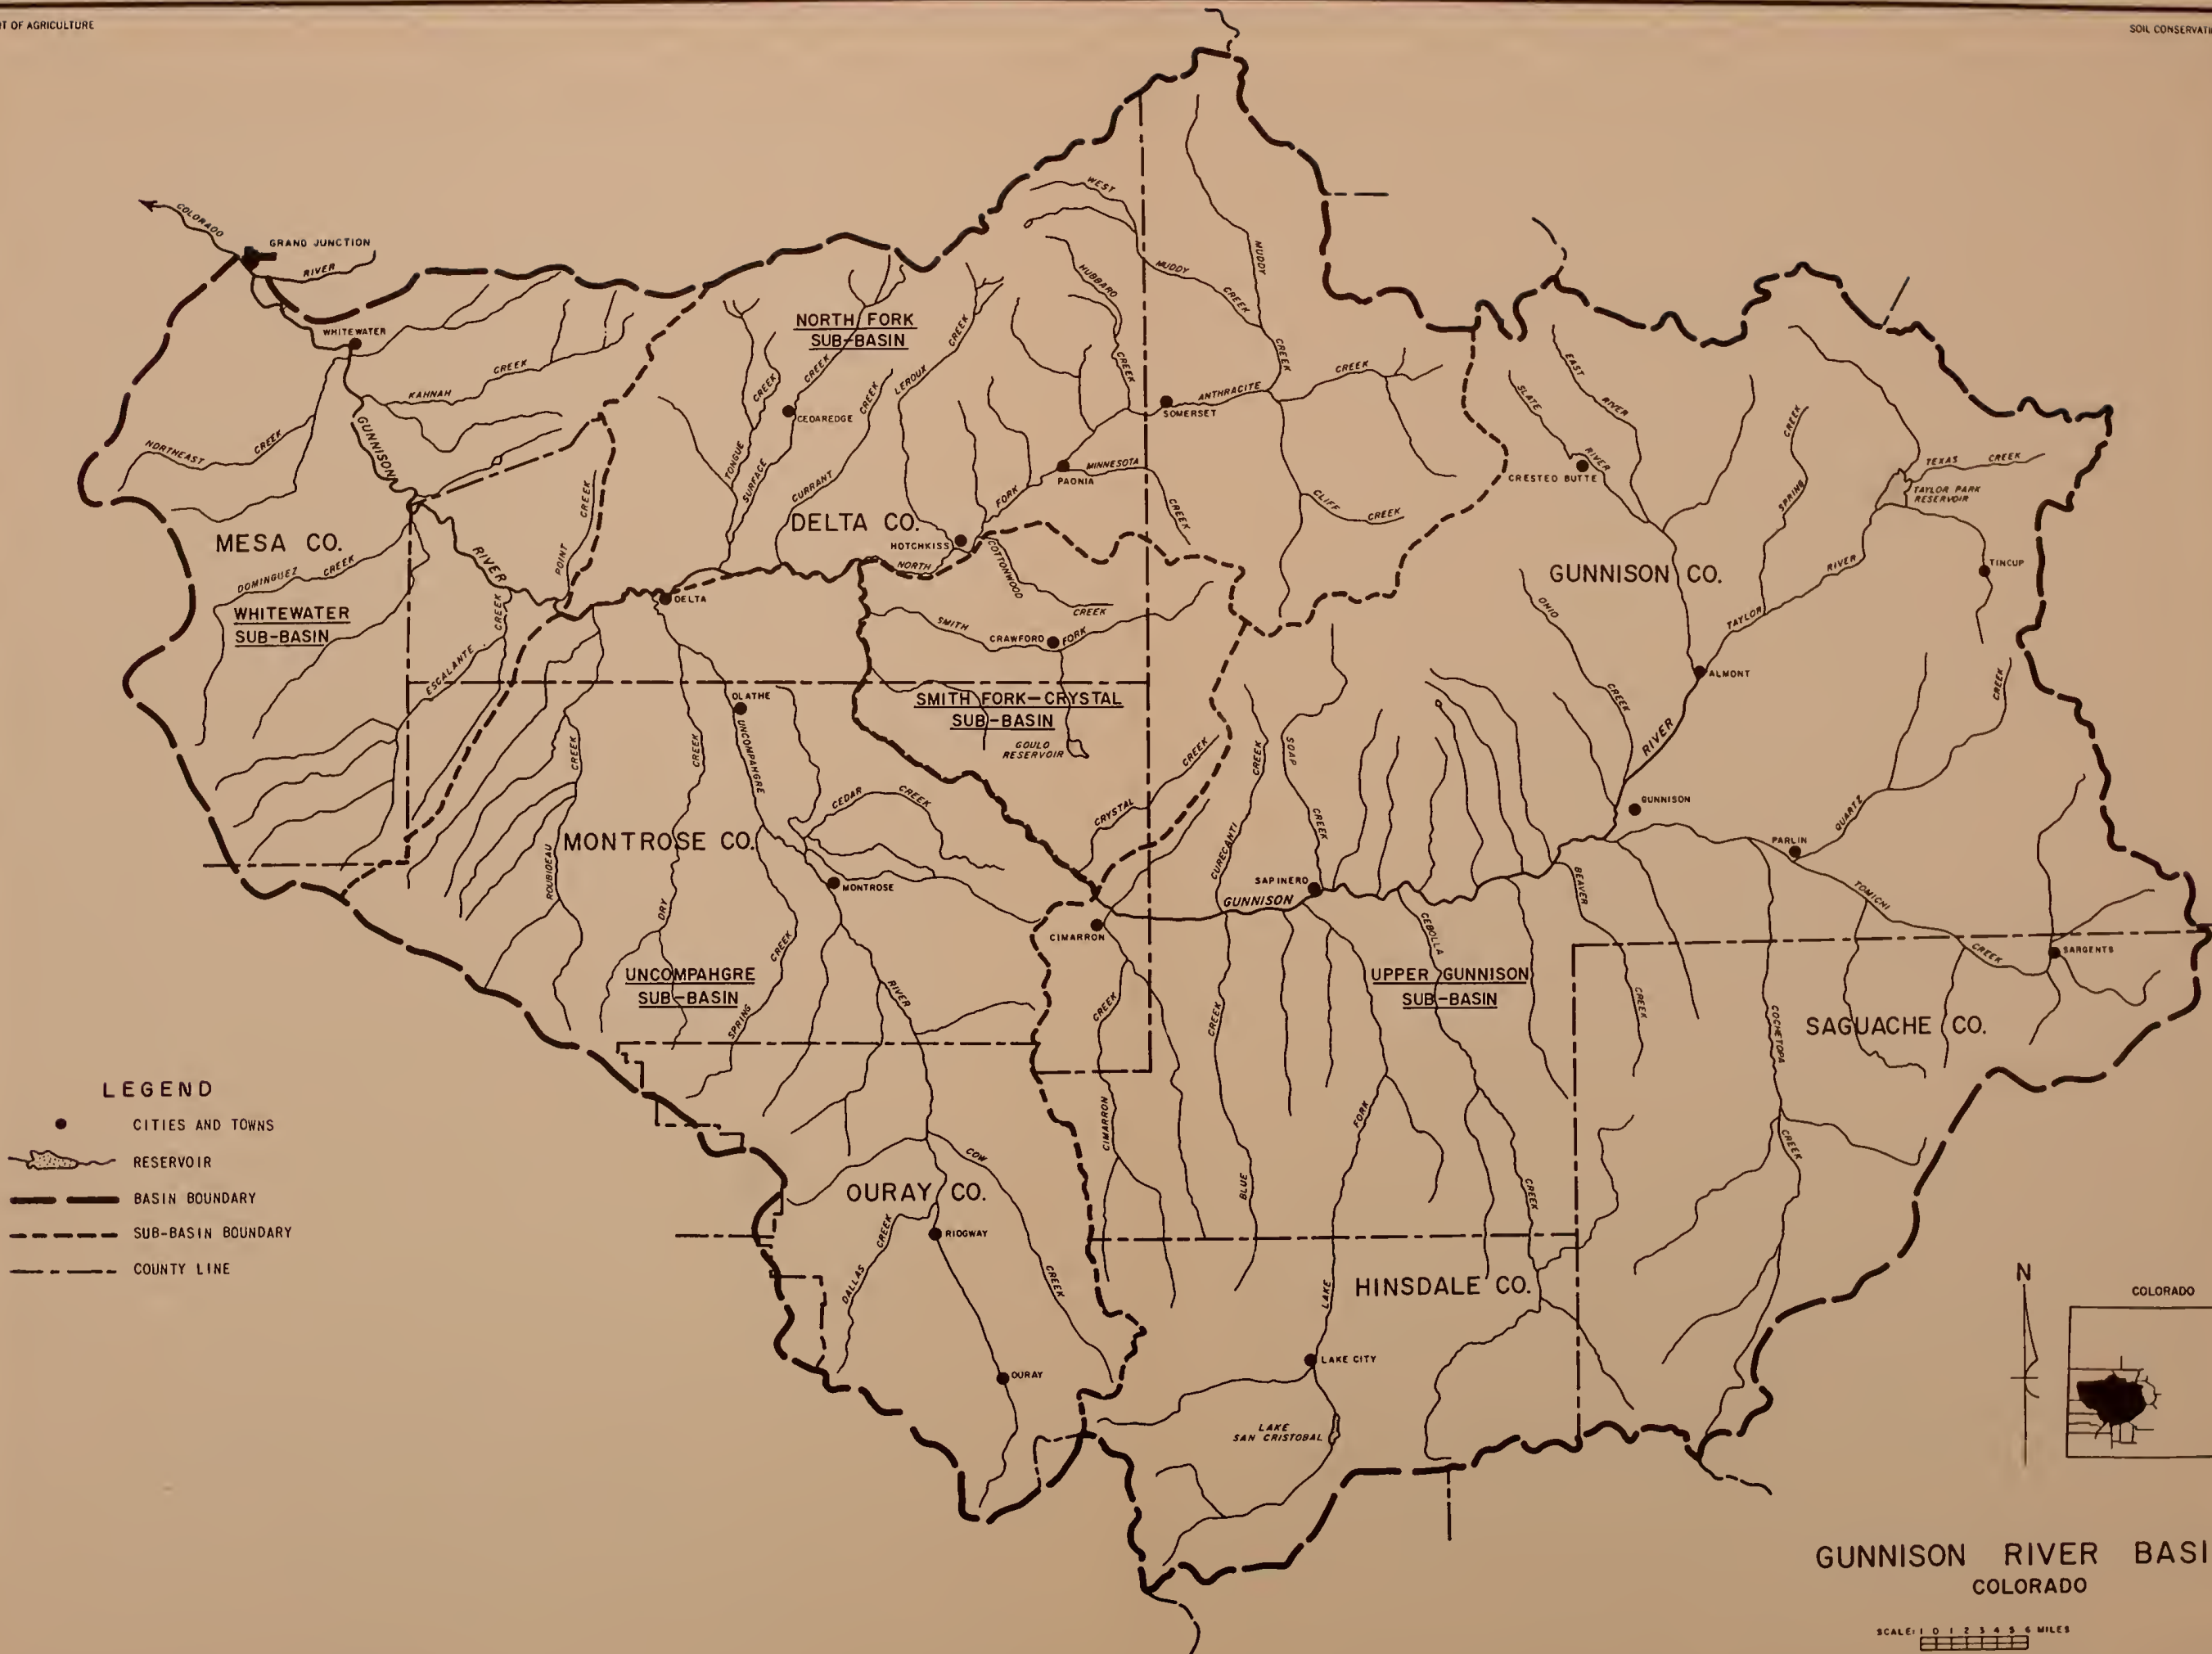 T OF AGRICULTURE
SOIL CONSERVATI
COLORADO
GRAND JUNCTION
RIVER
WHITEWATER
KAHNAH
CREEK
GUNNISON
NORTHEAST
CREEK
MESA CO.
DOMINGUEZ
CREEK
WHITEWATER
SUB-BASIN
RIVER
POINT
CREEK
ESCALANTE
CREEK
NORTH FORK
SUB-BASIN
TONGUE
CREEK
SURFACE
CREEK
CEDAREDGE
CURRANT
CREEK
LEROUX
CREEK
WEST
MUDDY
CREEK
HUBBARD
CREEK
MUDDY
CREEK
ANTHRACITE
CREEK
SOMERSET
PAONIA
MINNESOTA
CREEK
CLIFF
CREEK
DELTA CO.
HOTCHKISS
NORTH
FORK
COTTONWOOD
CREEK
DELTA
SMITH
FORK
CRAWFORD
SMITH FORK-CRYSTAL
SUB-BASIN
GOULD
RESERVOIR
CRYSTAL
CREEK
OLATHE
UNCOMPAHGRE
RIVER
DRY
CREEK
ROUBIDEAU
CREEK
CEDAR
CREEK
MONTROSE CO.
MONTROSE
UNCOMPAHGRE
SUB-BASIN
SPRING
CREEK
CIMARRON
CIMARRON
CREEK
OURAY CO.
COW
CREEK
DALLAS
CREEK
RIDGWAY
OURAY
EAST
RIVER
SLATE
RIVER
CRESTED BUTTE
SPRING
CREEK
TEXAS
CREEK
TAYLOR PARK
RESERVOIR
TINCUP
GUNNISON CO.
OHIO
CREEK
TAYLOR
RIVER
ALMONT
RIVER
GUNNISON
QUARTZ
CREEK
PARLIN
TOMICHI
CREEK
SARGENTS
SOAP
CREEK
CURECANTI
CREEK
SAPINERO
GUNNISON
BEAVER
CREEK
CEBOLLA
CREEK
UPPER GUNNISON
SUB-BASIN
BLUE
CREEK
LAKE
FORK
COCHETOPA
CREEK
SAGUACHE CO.
HINSDALE CO.
LAKE CITY
LAKE
SAN CRISTOBAL
LEGEND
CITIES AND TOWNS
RESERVOIR
BASIN BOUNDARY
SUB-BASIN BOUNDARY
COUNTY LINE
N
COLORADO
GUNNISON RIVER BASI
COLORADO
SCALE: 1 0 1 2 3 4 5 6 MILES